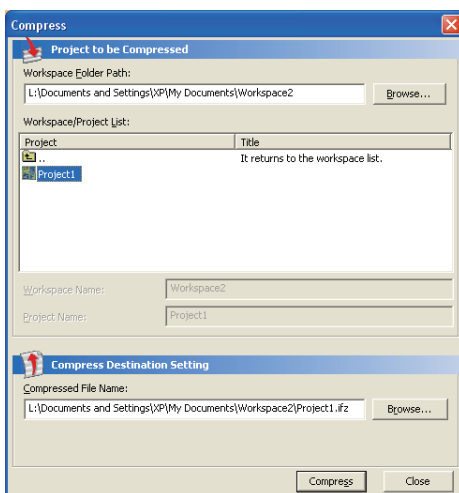 Compress
Project to be Compressed
Workspace Folder Path:
L:\Documents and Settings\XP\My Documents\Workspace2 Browse...
Workspace/Project List:
Project Title
.. It returns to the workspace list.
Project1
Workspace Name: Workspace2
Project Name: Project1
Compress Destination Setting
Compressed File Name:
L:\Documents and Settings\XP\My Documents\Workspace2\Project1.ifz Browse...
Compress Close